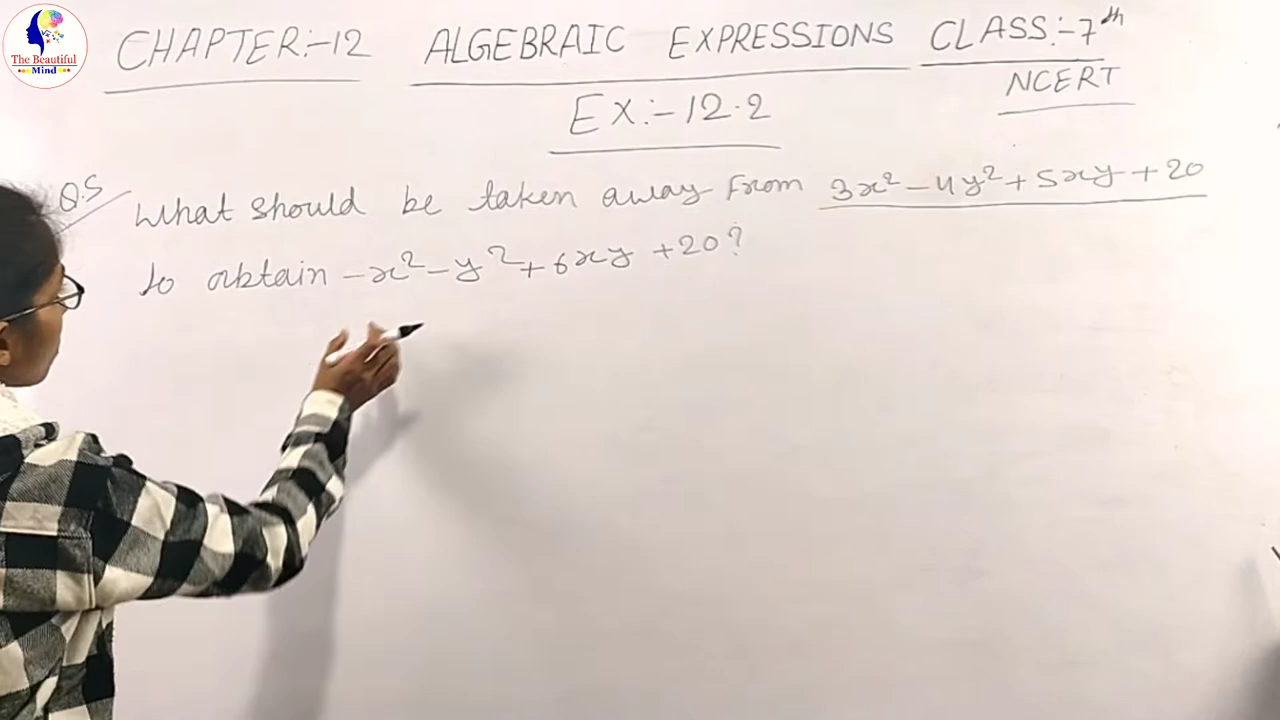 The Beautiful
Mind
CHAPTER:-12 ALGEBRAIC EXPRESSIONS CLASS:-7th
NCERT
EX:-12.2
Q.5 What should be taken away from 3x²-4y²+5xy+20
to obtain -x²-y²+6xy+20?